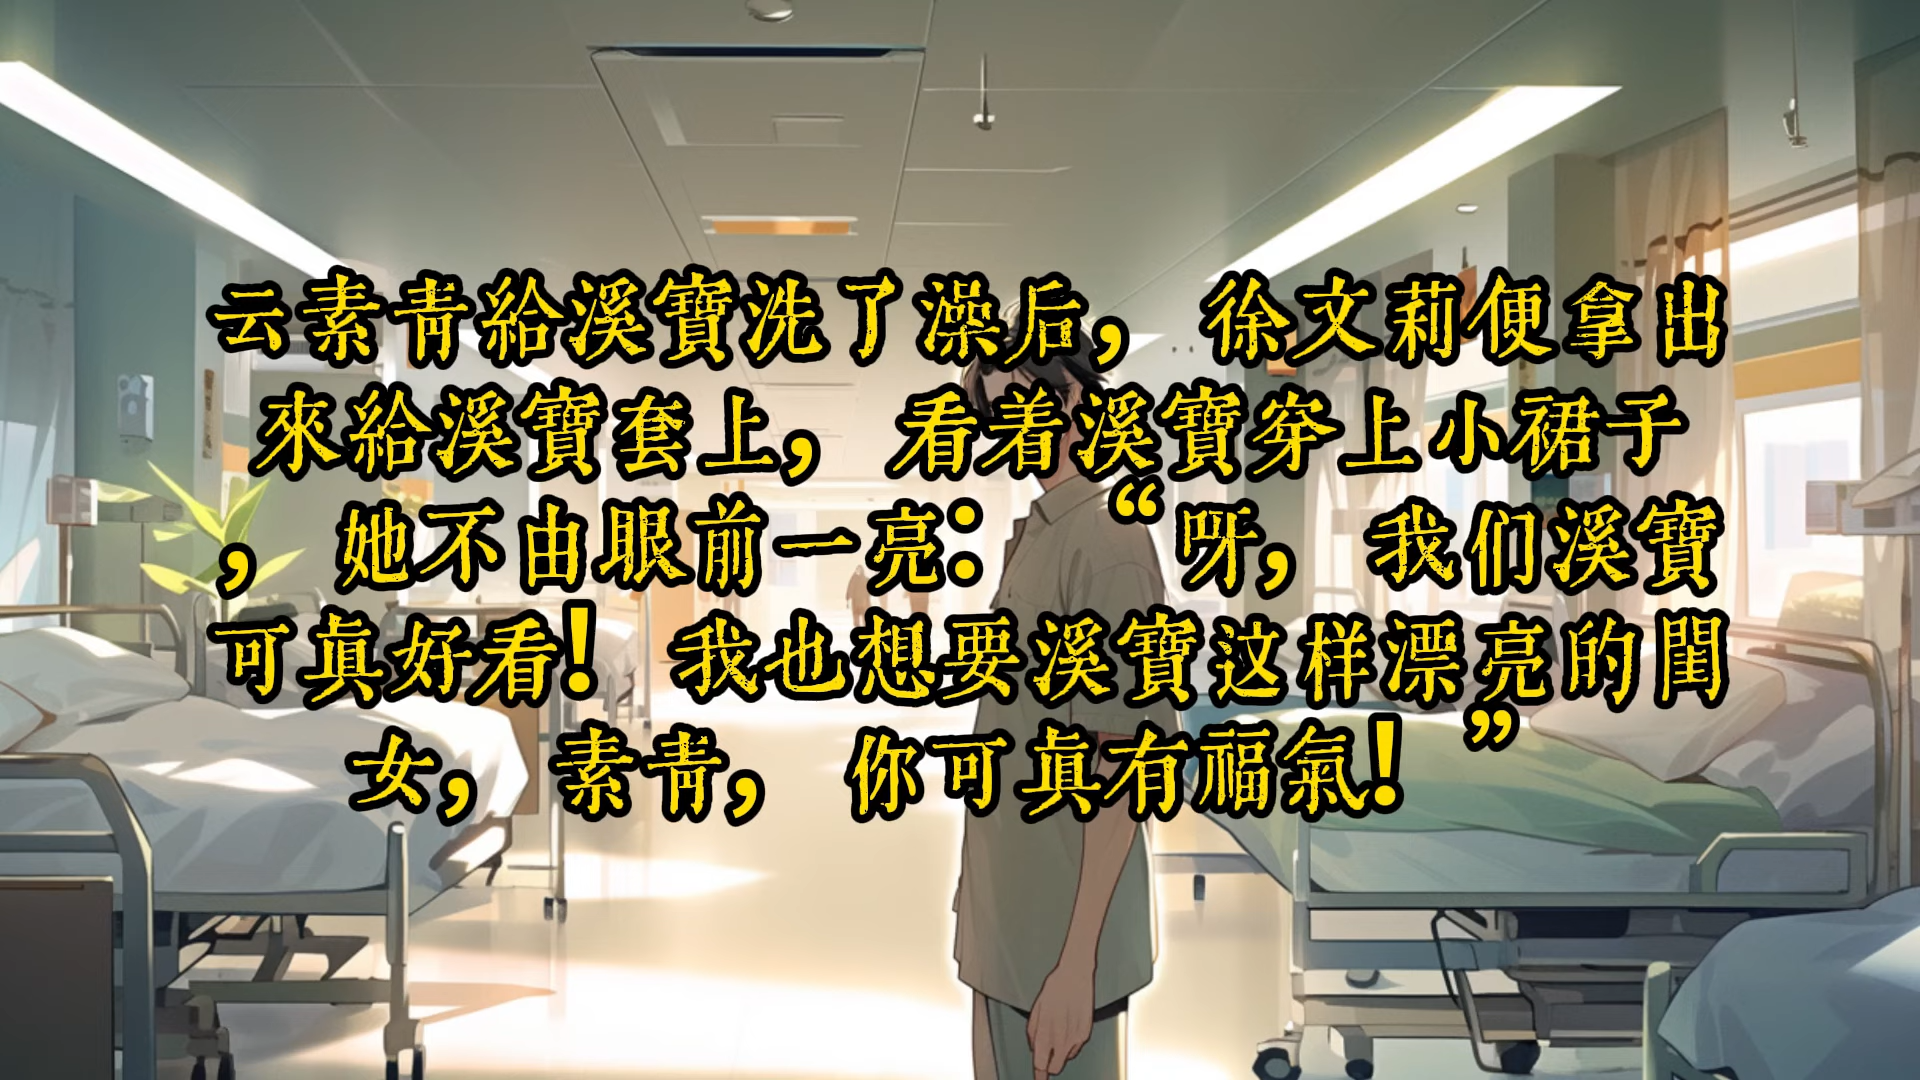 云素青給溪寶洗了澡后，徐文莉便拿出
來給溪寶套上，看着溪寶穿上小裙子
，她不由眼前一亮：“呀，我们溪寶
可真好看！我也想要溪寶这样漂亮的閨
女，素青，你可真有福氣！”